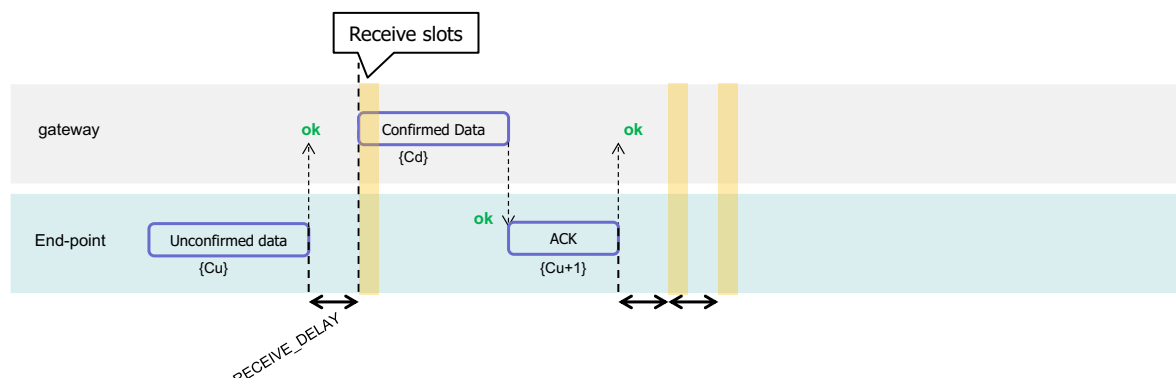 Receive slots
gateway
ok
Confirmed Data
ok
{Cd}
ok
End-point
Unconfirmed data
ACK
{Cu}
{Cu+1}
RECEIVE_DELAY